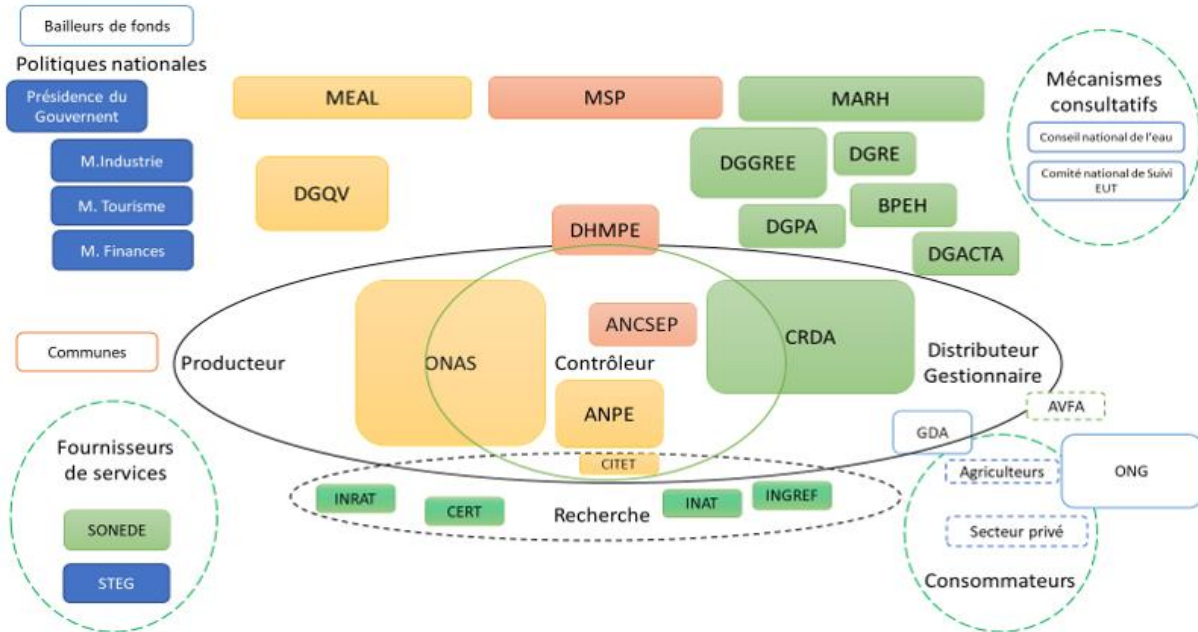 Bailleurs de fonds
Politiques nationales
Présidence du
Gouvernent
M.Industrie
M. Tourisme
M. Finances
MEAL
MSP
MARH
DGQV
DHMPE
DGGREE
DGRE
BPEH
DGPA
DGACTA
Mécanismes
consultatifs
Conseil national de l'eau
Comité national de Suivi
EUT
Communes
Producteur
ONAS
Contrôleur
ANCSEP
ANPE
CITET
CRDA
Distributeur
Gestionnaire
AVFA
GDA
Agriculteurs
ONG
Secteur privé
Consommateurs
Fournisseurs
de services
SONEDE
STEG
INRAT
CERT
Recherche
INAT
INGREF